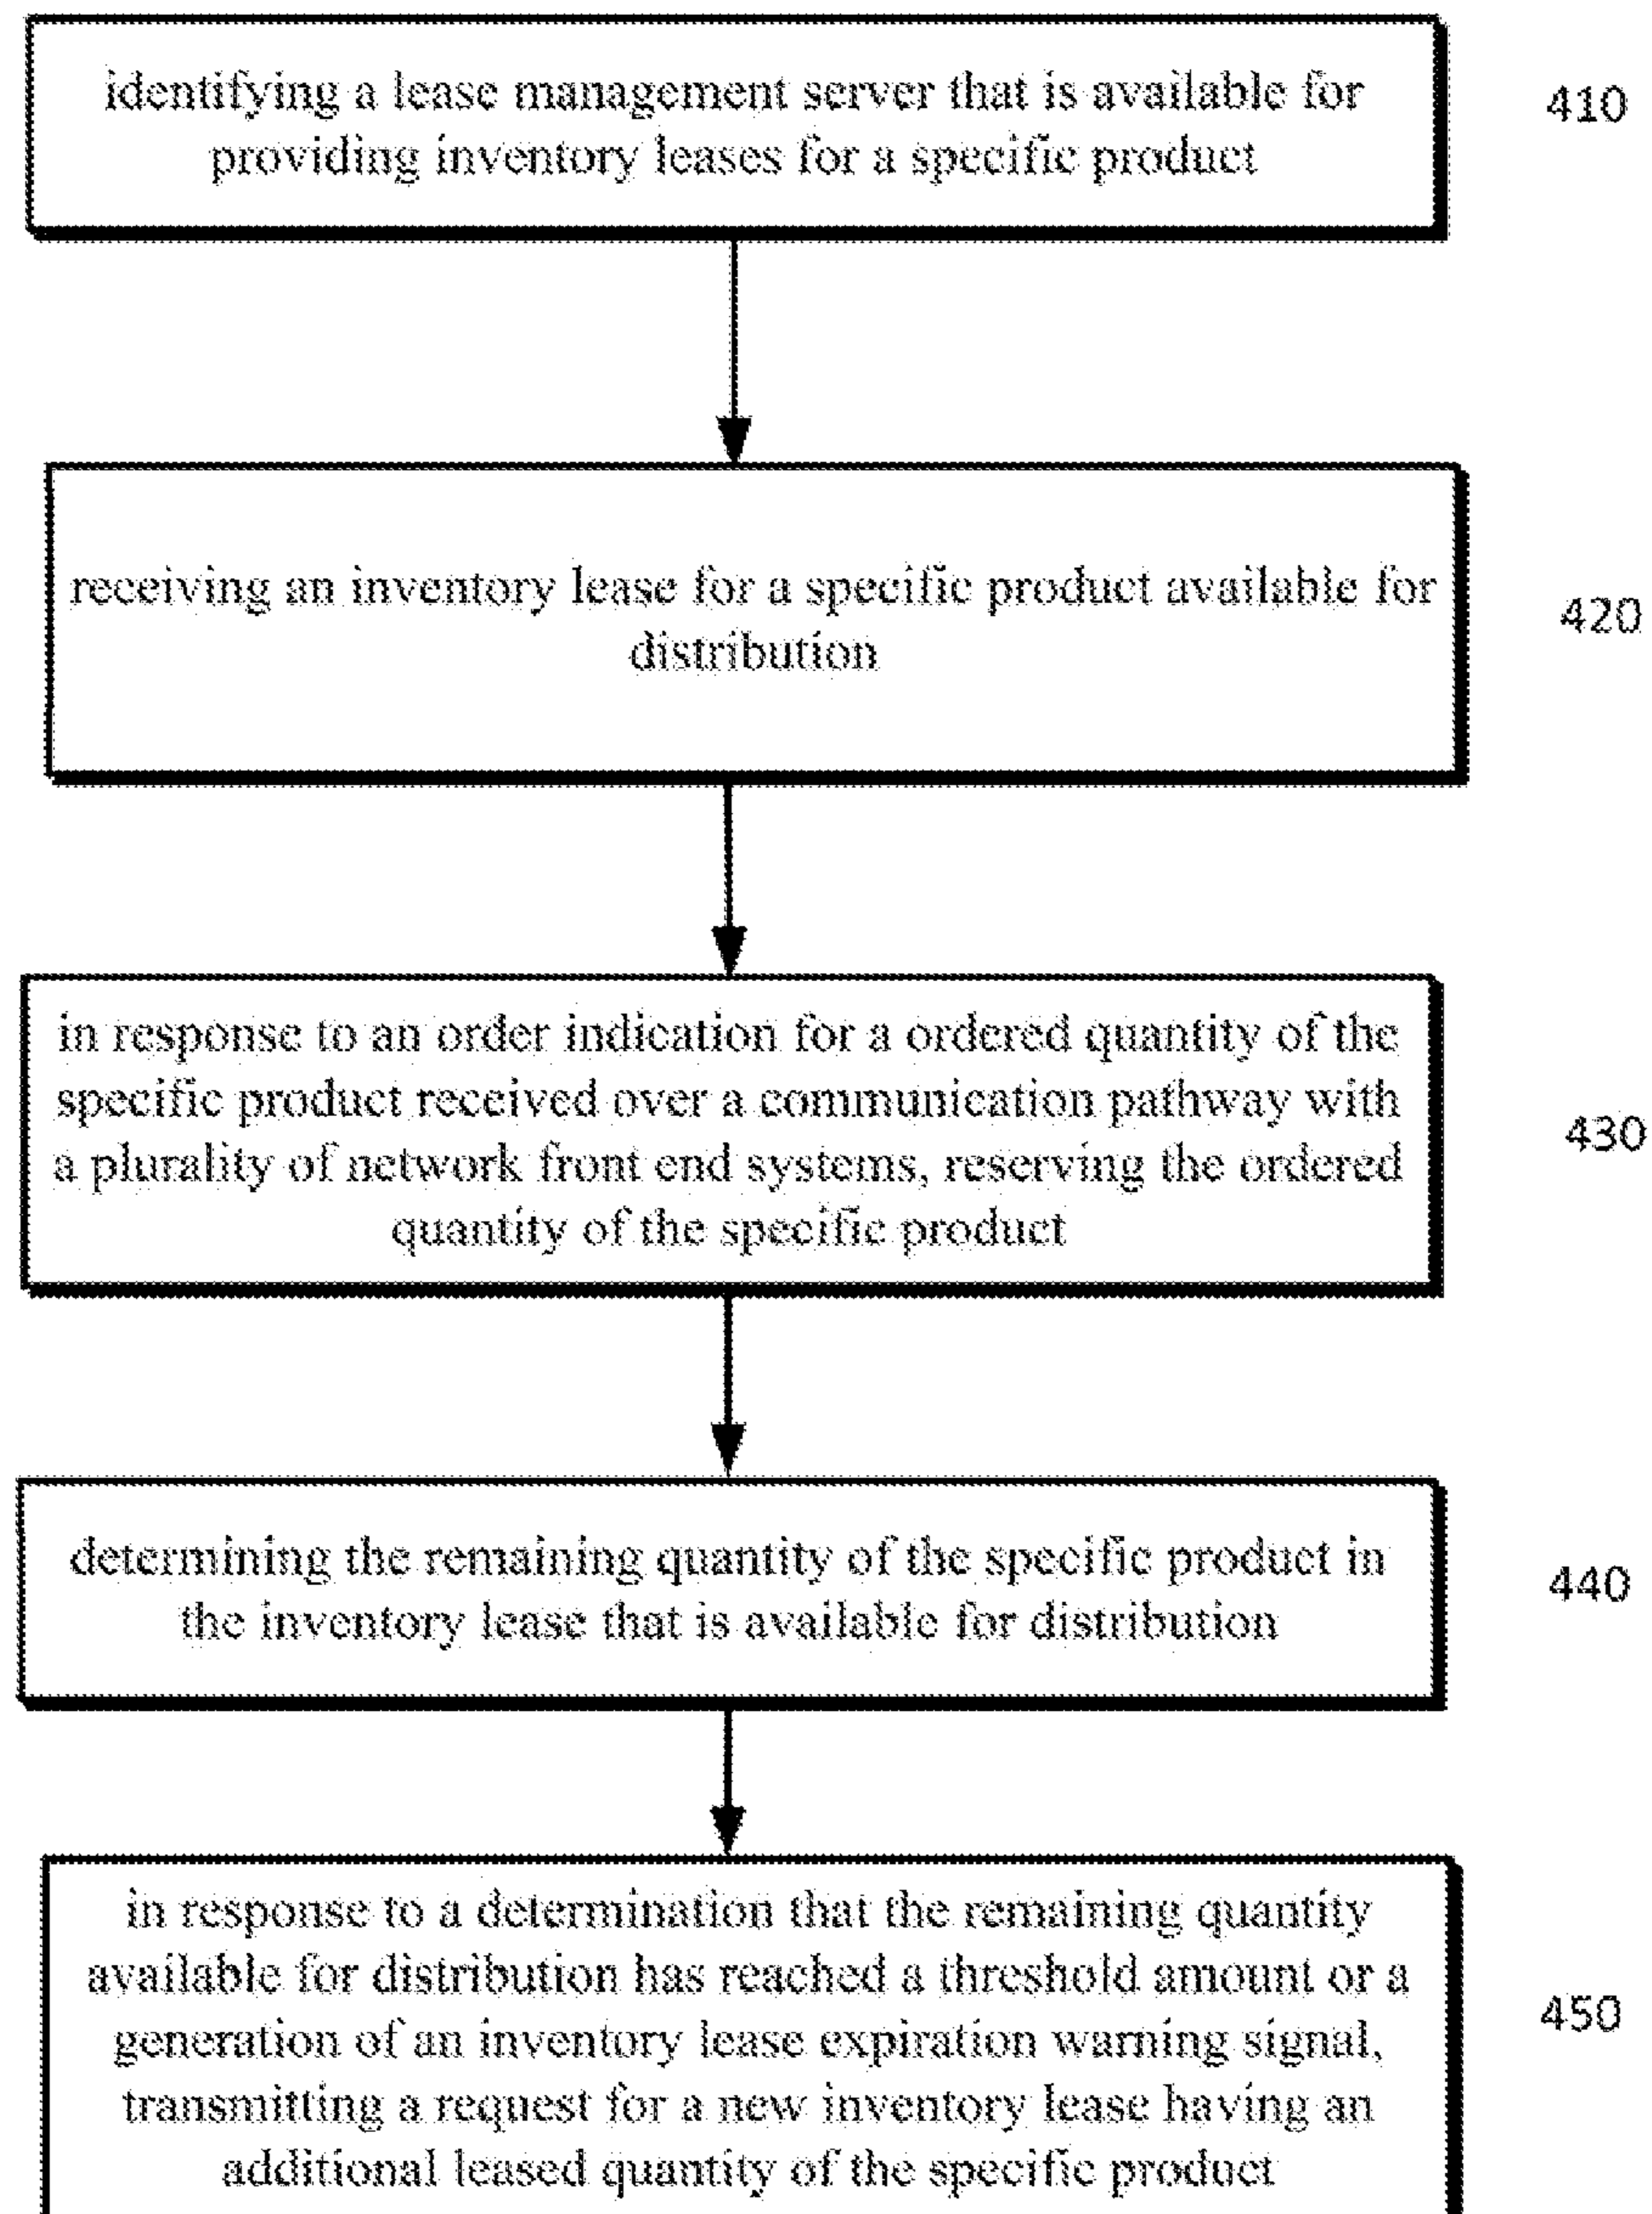 identifying a lease management server that is available for
providing inventory leases for a specific product
410
receiving an inventory lease for a specific product available for
distribution
420
in response to an order indication for a ordered quantity of the
specific product received over a communication pathway with
a plurality of network front end systems, reserving the ordered
quantity of the specific product
430
determining the remaining quantity of the specific product in
the inventory lease that is available for distribution
440
in response to a determination that the remaining quantity
available for distribution has reached a threshold amount or a
generation of an inventory lease expiration warning signal,
transmitting a request for a new inventory lease having an
additional leased quantity of the specific product
450